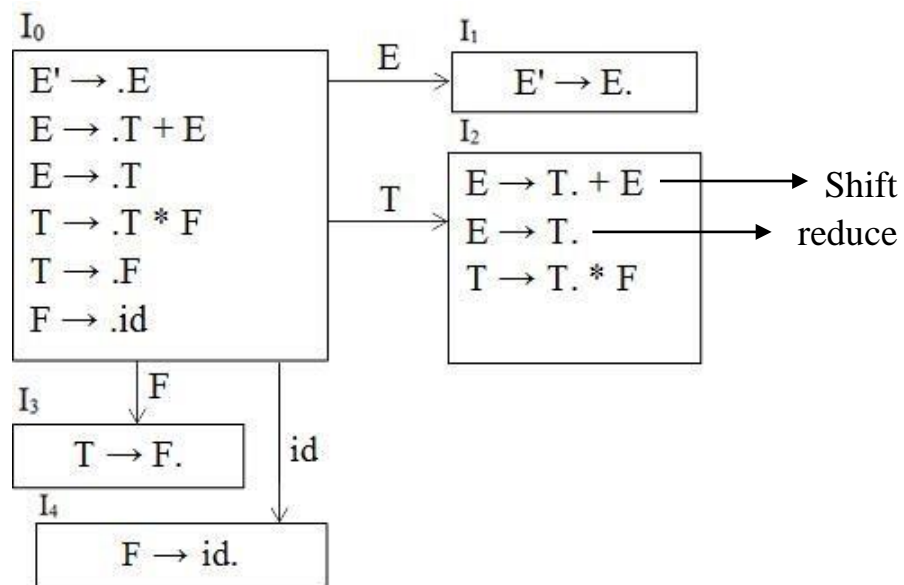 I₀
E' → .E
E → .T + E
E → .T
T → .T * F
T → .F
F → .id
E
I₁
E' → E.
T
I₂
E → T. + E
Shift
E → T.
reduce
T → T. * F
F
I₃
T → F.
id
I₄
F → id.